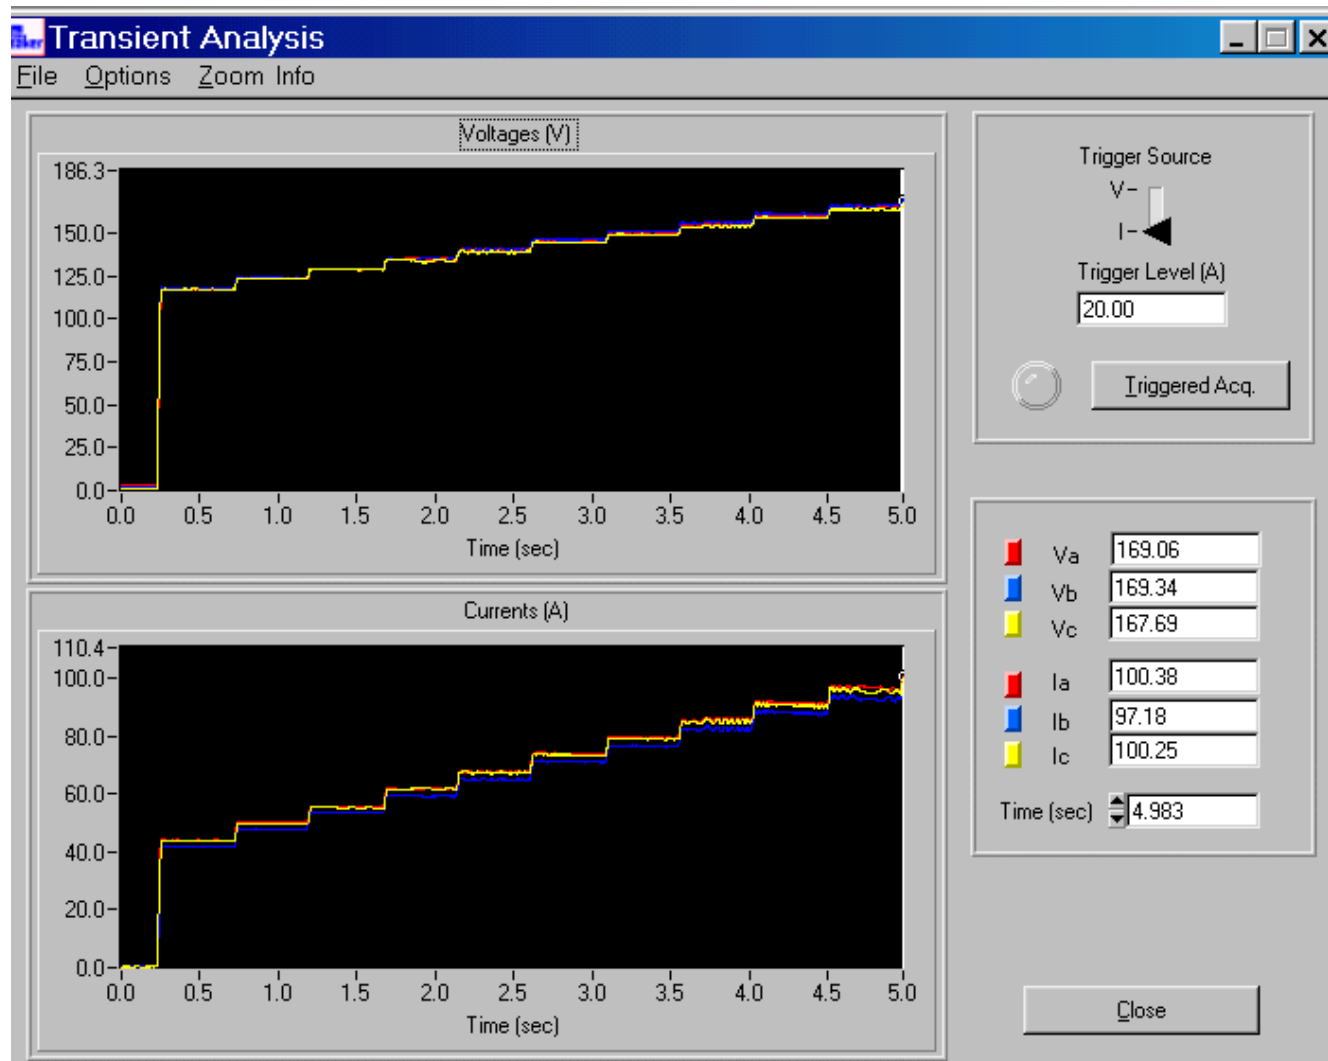 Transient Analysis
File Options Zoom Info
Voltages (V)
186.3
150.0
125.0
100.0
75.0
50.0
25.0
0.0
0.0 0.5 1.0 1.5 2.0 2.5 3.0 3.5 4.0 4.5 5.0
Time (sec)
Currents (A)
110.4
100.0
80.0
60.0
40.0
20.0
0.0
0.0 0.5 1.0 1.5 2.0 2.5 3.0 3.5 4.0 4.5 5.0
Time (sec)
Trigger Source
V
I
Trigger Level (A)
20.00
Triggered Acq.
Va 169.06
Vb 169.34
Vc 167.69
Ia 100.38
Ib 97.18
Ic 100.25
Time (sec) 4.983
Close